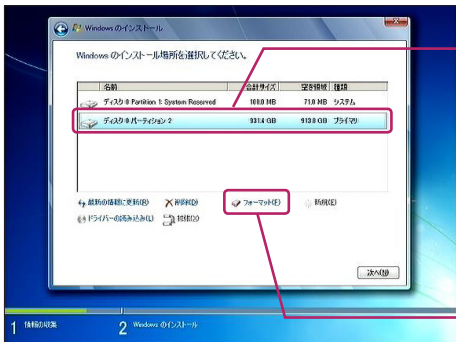 Windows のインストール
Windows のインストール場所を選択してください。
名前 合計サイズ 空き領域 種類
ディスク 0 Partition 1: System Reserved 100.0 MB 71.0 MB システム
ディスク 0 パーティション 2 931.4 GB 913.8 GB プライマリ
最新の情報に更新(R) 削除(D) フォーマット(F) 新規(E)
ドライバーの読み込み(L) 拡張(X)
次へ(N)
1 情報の収集 2 Windows のインストール